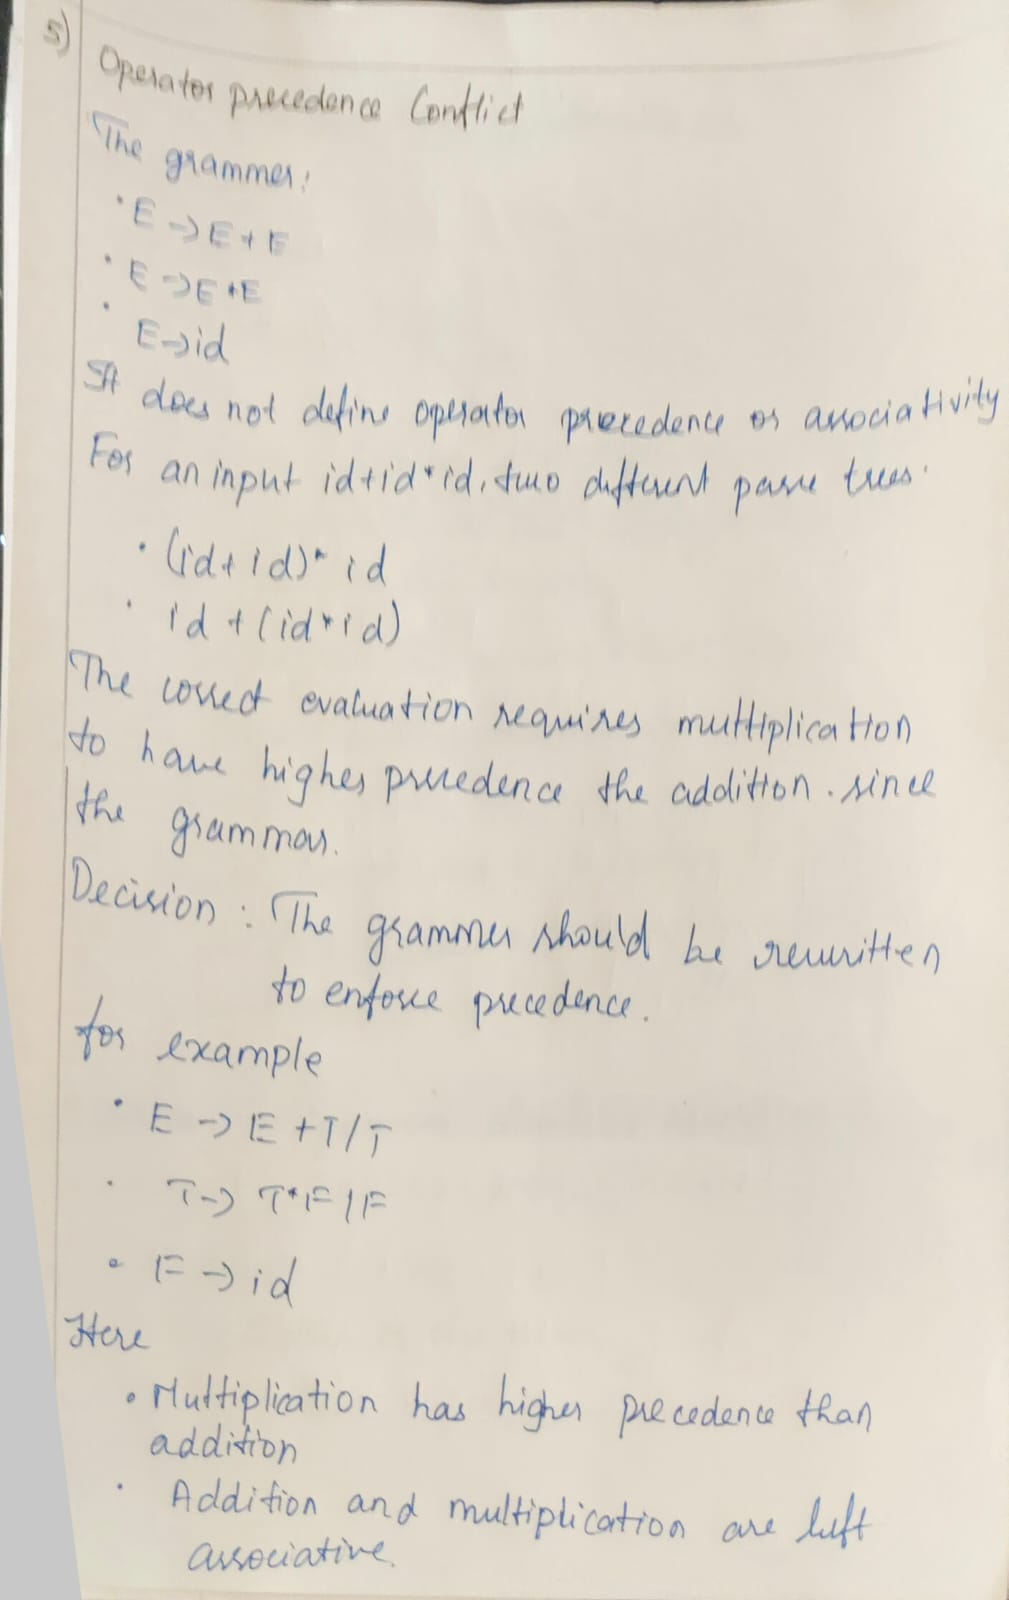 5)
Operator precedence Conflict
The grammer:
• E → E + E
• E → E * E
• E → id
It does not define operator precedence or associativity
For an input id+id*id, two different parse trees.
• (id + id) * id
• id + (id * id)
The correct evaluation requires multiplication
to have higher precedence the addition. since
the grammar.
Decision : The grammer should be rewritten
to enforce precedence.
for example
• E → E + T / T
• T → T * F | F
• F → id
Here
• Multiplication has higher precedence than
addition
• Addition and multiplication are left
associative.